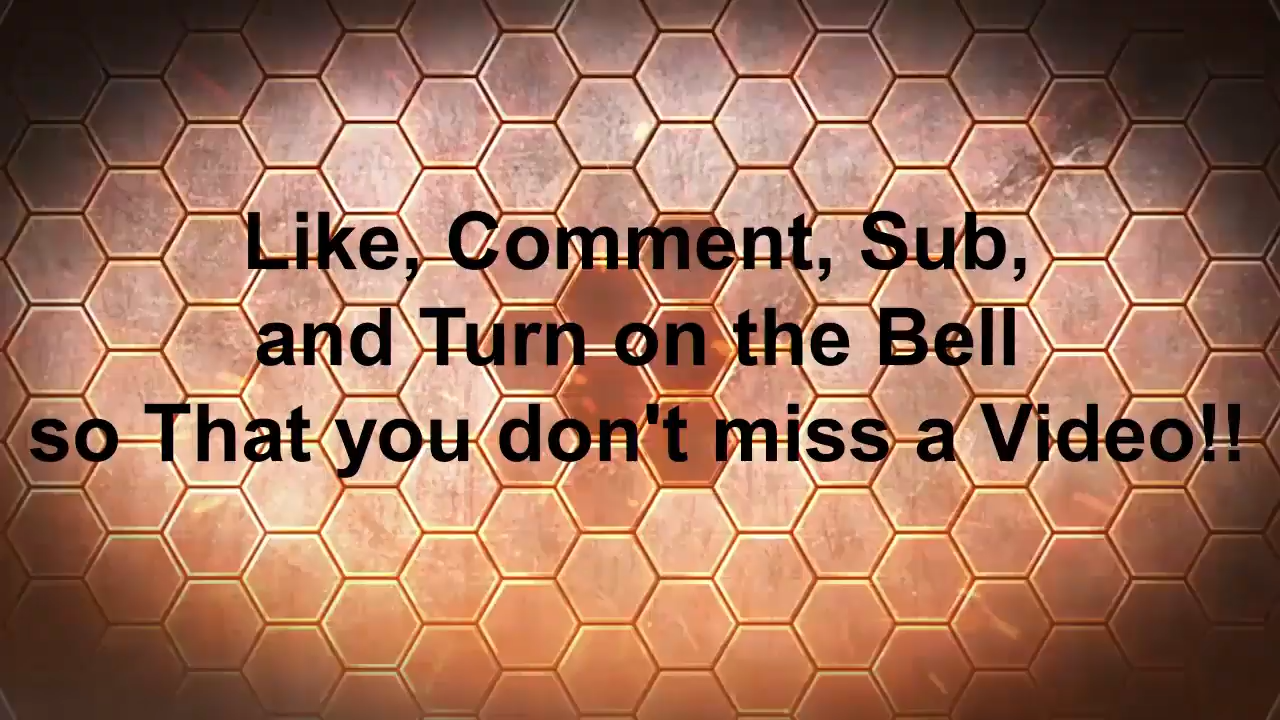 Like, Comment, Sub,
and Turn on the Bell
so That you don't miss a Video!!